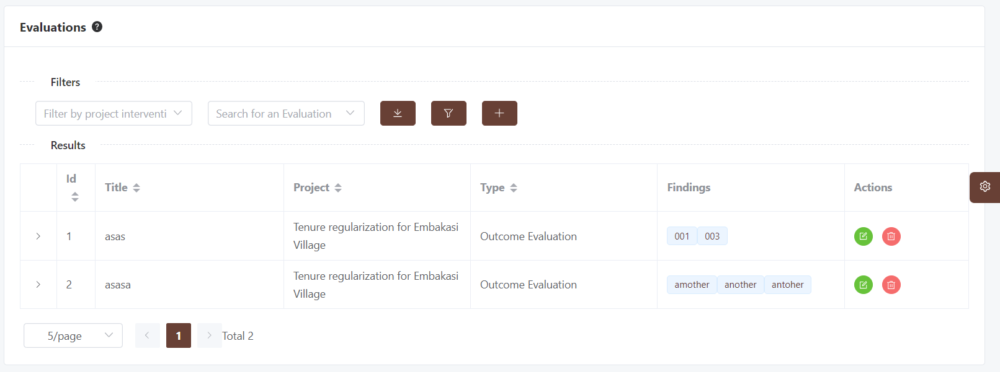 Evaluations ?
Filters
Filter by project interventi
Search for an Evaluation
Results
Id Title Project Type Findings Actions
1 asas Tenure regularization for Embakasi Village Outcome Evaluation 001 003
2 asasa Tenure regularization for Embakasi Village Outcome Evaluation amother another antoher
5/page 1 Total 2